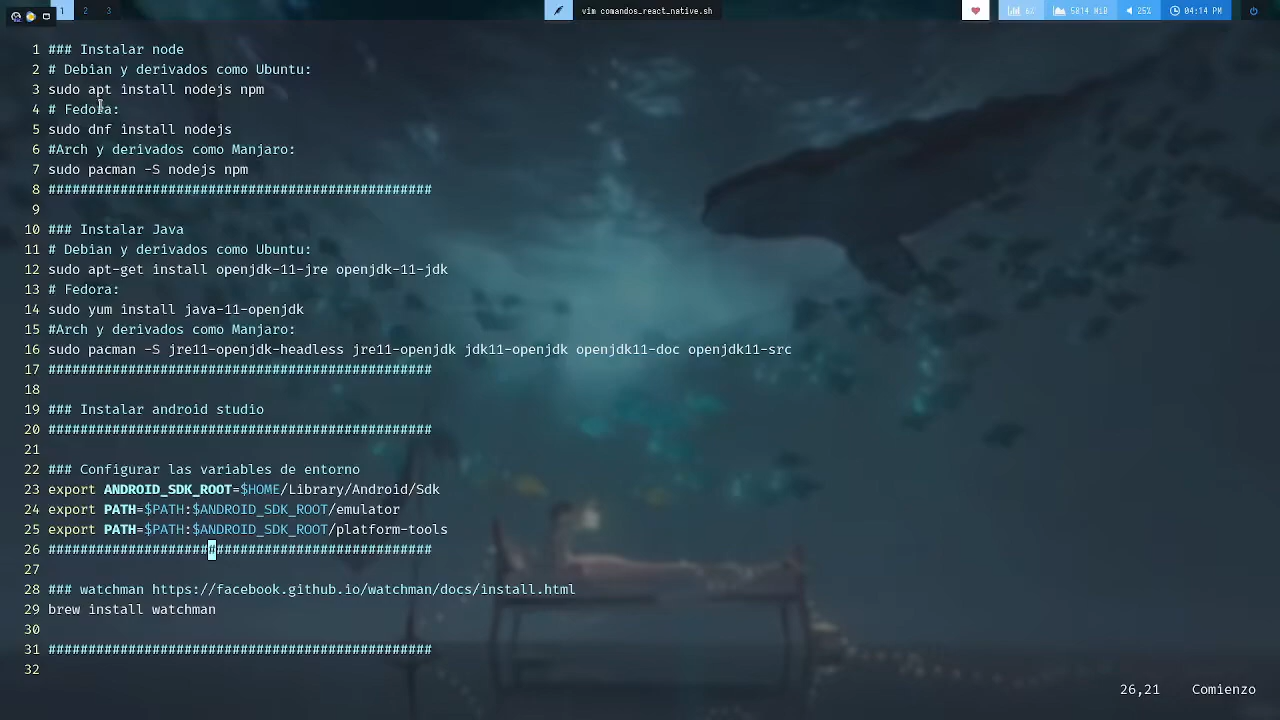 1 2 3 vim comandos_react_native.sh 6% 5814 MiB 25% 04:14 PM
1 ### Instalar node
2 # Debian y derivados como Ubuntu:
3 sudo apt install nodejs npm
4 # Fedora:
5 sudo dnf install nodejs
6 #Arch y derivados como Manjaro:
7 sudo pacman -S nodejs npm
8 ################################################
9
10 ### Instalar Java
11 # Debian y derivados como Ubuntu:
12 sudo apt-get install openjdk-11-jre openjdk-11-jdk
13 # Fedora:
14 sudo yum install java-11-openjdk
15 #Arch y derivados como Manjaro:
16 sudo pacman -S jre11-openjdk-headless jre11-openjdk jdk11-openjdk openjdk11-doc openjdk11-src
17 ################################################
18
19 ### Instalar android studio
20 ################################################
21
22 ### Configurar las variables de entorno
23 export ANDROID_SDK_ROOT=$HOME/Library/Android/Sdk
24 export PATH=$PATH:$ANDROID_SDK_ROOT/emulator
25 export PATH=$PATH:$ANDROID_SDK_ROOT/platform-tools
26 ################################################
27
28 ### watchman https://facebook.github.io/watchman/docs/install.html
29 brew install watchman
30
31 ################################################
32
26,21 Comienzo